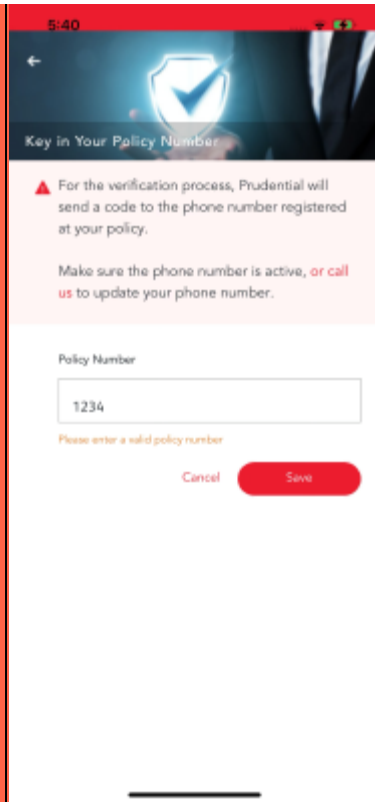 5:40
Key in Your Policy Number
For the verification process, Prudential will
send a code to the phone number registered
at your policy.
Make sure the phone number is active, or call
us to update your phone number.
Policy Number
1234
Please enter a valid policy number
Cancel Save